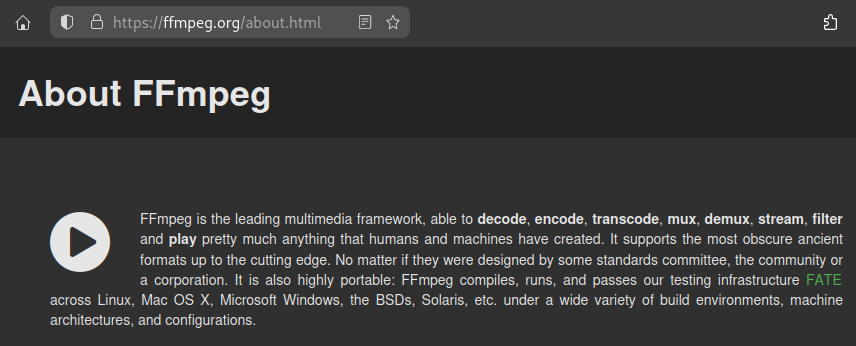 https://ffmpeg.org/about.html
About FFmpeg
FFmpeg is the leading multimedia framework, able to decode, encode, transcode, mux, demux, stream, filter
and play pretty much anything that humans and machines have created. It supports the most obscure ancient
formats up to the cutting edge. No matter if they were designed by some standards committee, the community or
a corporation. It is also highly portable: FFmpeg compiles, runs, and passes our testing infrastructure FATE
across Linux, Mac OS X, Microsoft Windows, the BSDs, Solaris, etc. under a wide variety of build environments, machine
architectures, and configurations.